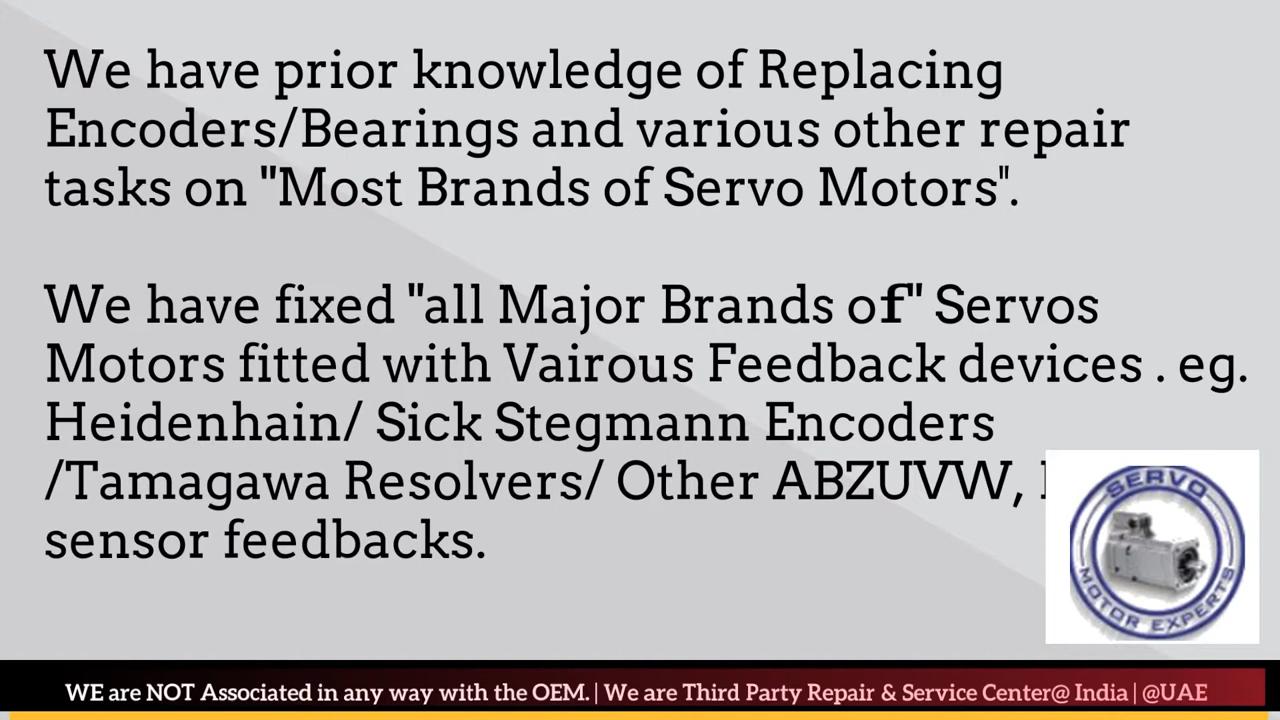 We have prior knowledge of Replacing
Encoders/Bearings and various other repair
tasks on "Most Brands of Servo Motors".
We have fixed "all Major Brands of" Servos
Motors fitted with Vairous Feedback devices . eg.
Heidenhain/ Sick Stegmann Encoders
/Tamagawa Resolvers/ Other ABZUVW,
sensor feedbacks.
SERVO
MOTOR EXPERTS
WE are NOT Associated in any way with the OEM. | We are Third Party Repair & Service Center@ India | @UAE